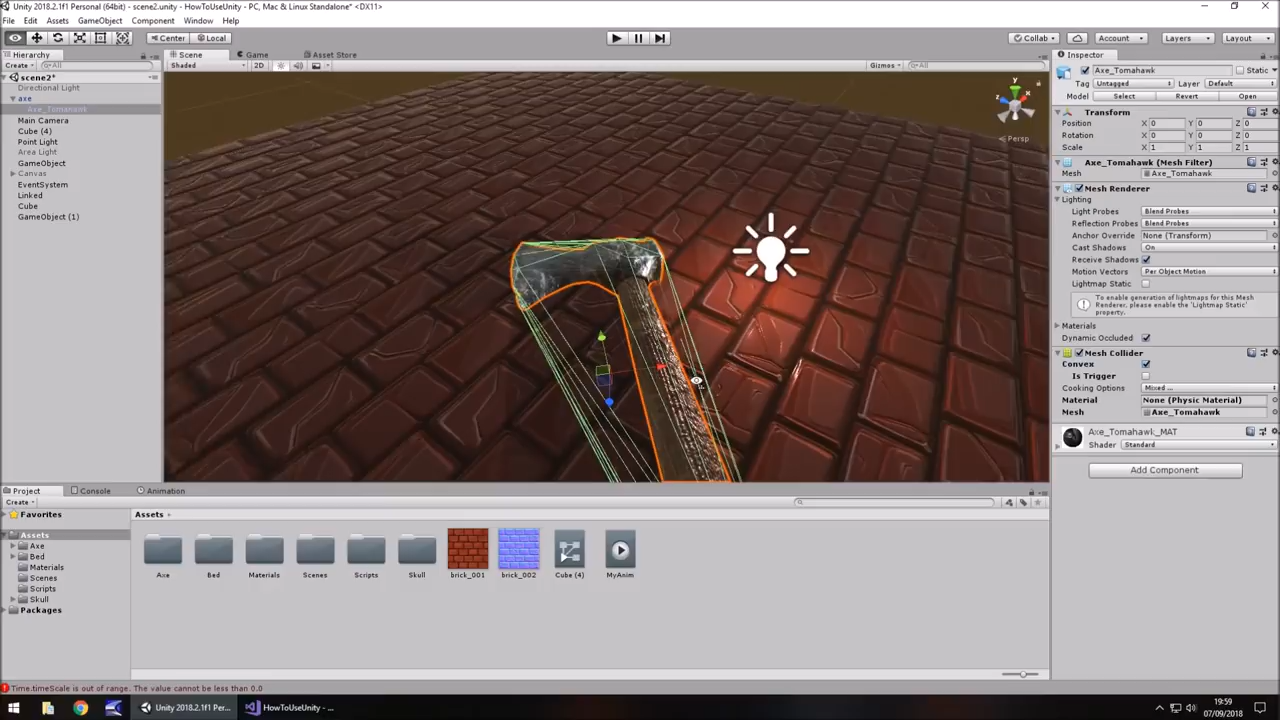 Unity 2018.2.1f1 Personal (64bit) - scene2.unity - HowToUseUnity - PC, Mac & Linux Standalone* <DX11>
File Edit Assets GameObject Component Window Help
Center Local Collab Account Layers Layout
Hierarchy Scene Game Asset Store Inspector
Create All Shaded 2D Gizmos All
Axe_Tomahawk Static
scene2*
Tag Untagged Layer Default
Directional Light
Model Select Revert Open
axe
Axe_Tomahawk
Main Camera
Cube (4)
Point Light
Area Light
GameObject
Canvas
EventSystem
Linked
Cube
GameObject (1)
y
x
z
Persp
Transform
Position X 0 Y 0 Z 0
Rotation X 0 Y 0 Z 0
Scale X 1 Y 1 Z 1
Axe_Tomahawk (Mesh Filter)
Mesh Axe_Tomahawk
Mesh Renderer
Lighting
Light Probes Blend Probes
Reflection Probes Blend Probes
Anchor Override None (Transform)
Cast Shadows On
Receive Shadows
Motion Vectors Per Object Motion
Lightmap Static
To enable generation of lightmaps for this Mesh
Renderer, please enable the 'Lightmap Static'
property.
Materials
Dynamic Occluded
Mesh Collider
Convex
Is Trigger
Cooking Options Mixed ...
Material None (Physic Material)
Mesh Axe_Tomahawk
Axe_Tomahawk_MAT
Shader Standard
Add Component
Project Console Animation
Create
Favorites
Assets
Axe
Bed
Materials
Scenes
Scripts
Skull
Packages
Assets
Axe Bed Materials Scenes Scripts Skull brick_001 brick_002 Cube (4) MyAnim
Time.timeScale is out of range. The value cannot be less than 0.0
Unity 2018.2.1f1 Per... HowToUseUnity - ...
19:59
07/09/2018